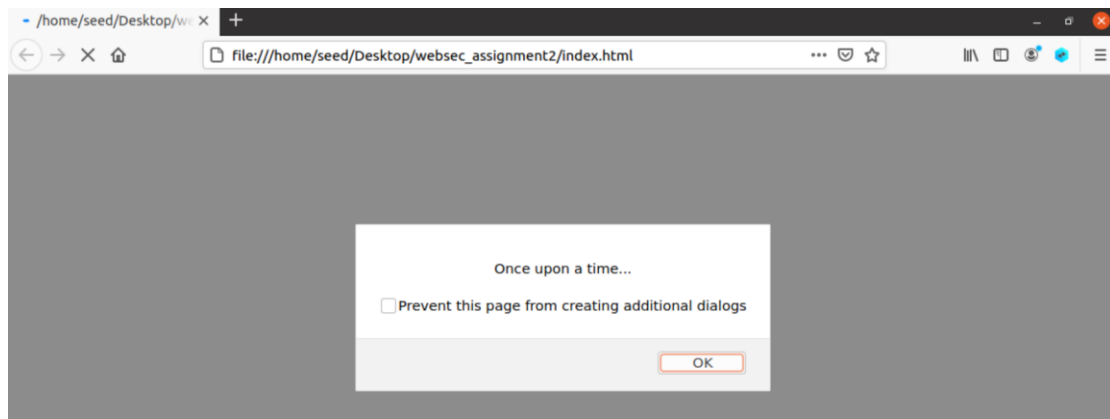 /home/seed/Desktop/we
file:///home/seed/Desktop/websec_assignment2/index.html
Once upon a time...
Prevent this page from creating additional dialogs
OK